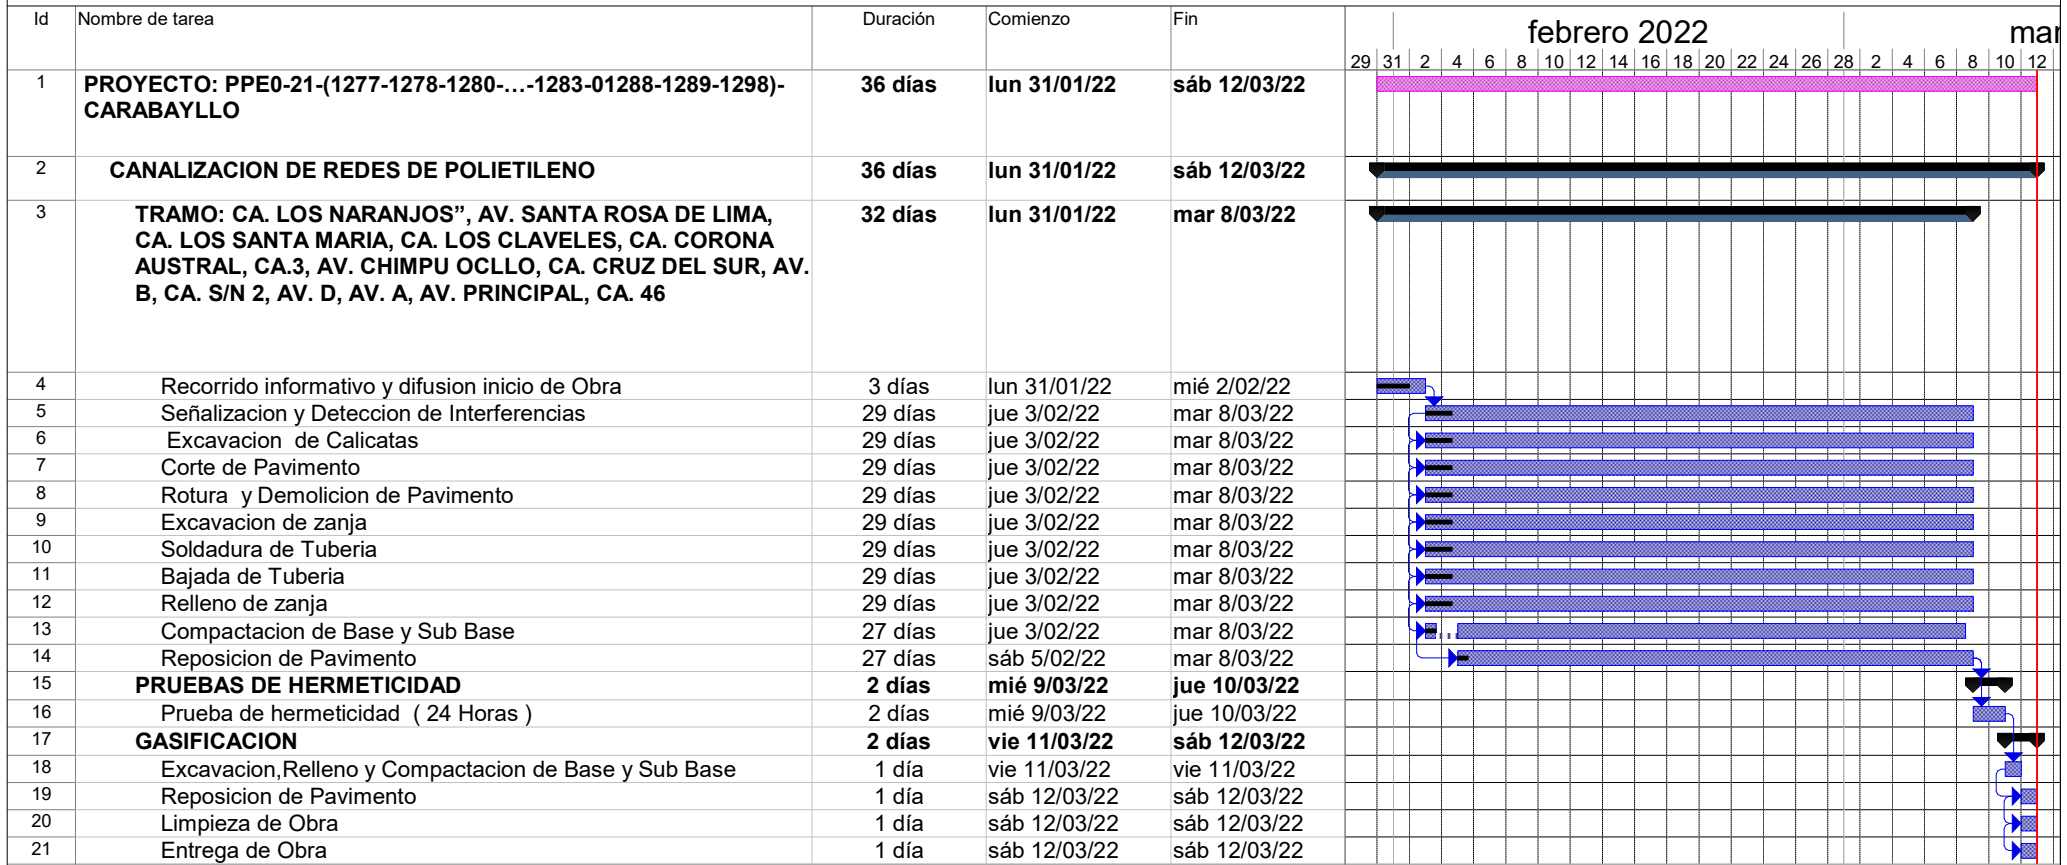 Id Nombre de tarea Duración Comienzo Fin
febrero 2022
29 31 2 4 6 8 10 12 14 16 18 20 22 24 26 28 2 4 6 8 10 12
1 PROYECTO: PPE0-21-(1277-1278-1280-…-1283-01288-1289-1298)- 36 días lun 31/01/22 sáb 12/03/22
CARABAYLLO
2 CANALIZACION DE REDES DE POLIETILENO 36 días lun 31/01/22 sáb 12/03/22
3 TRAMO: CA. LOS NARANJOS”, AV. SANTA ROSA DE LIMA, 32 días lun 31/01/22 mar 8/03/22
CA. LOS SANTA MARIA, CA. LOS CLAVELES, CA. CORONA
AUSTRAL, CA.3, AV. CHIMPU OCLLO, CA. CRUZ DEL SUR, AV.
B, CA. S/N 2, AV. D, AV. A, AV. PRINCIPAL, CA. 46
4 Recorrido informativo y difusion inicio de Obra 3 días lun 31/01/22 mié 2/02/22
5 Señalizacion y Deteccion de Interferencias 29 días jue 3/02/22 mar 8/03/22
6 Excavacion de Calicatas 29 días jue 3/02/22 mar 8/03/22
7 Corte de Pavimento 29 días jue 3/02/22 mar 8/03/22
8 Rotura y Demolicion de Pavimento 29 días jue 3/02/22 mar 8/03/22
9 Excavacion de zanja 29 días jue 3/02/22 mar 8/03/22
10 Soldadura de Tuberia 29 días jue 3/02/22 mar 8/03/22
11 Bajada de Tuberia 29 días jue 3/02/22 mar 8/03/22
12 Relleno de zanja 29 días jue 3/02/22 mar 8/03/22
13 Compactacion de Base y Sub Base 27 días jue 3/02/22 mar 8/03/22
14 Reposicion de Pavimento 27 días sáb 5/02/22 mar 8/03/22
15 PRUEBAS DE HERMETICIDAD 2 días mié 9/03/22 jue 10/03/22
16 Prueba de hermeticidad ( 24 Horas ) 2 días mié 9/03/22 jue 10/03/22
17 GASIFICACION 2 días vie 11/03/22 sáb 12/03/22
18 Excavacion,Relleno y Compactacion de Base y Sub Base 1 día vie 11/03/22 vie 11/03/22
19 Reposicion de Pavimento 1 día sáb 12/03/22 sáb 12/03/22
20 Limpieza de Obra 1 día sáb 12/03/22 sáb 12/03/22
21 Entrega de Obra 1 día sáb 12/03/22 sáb 12/03/22